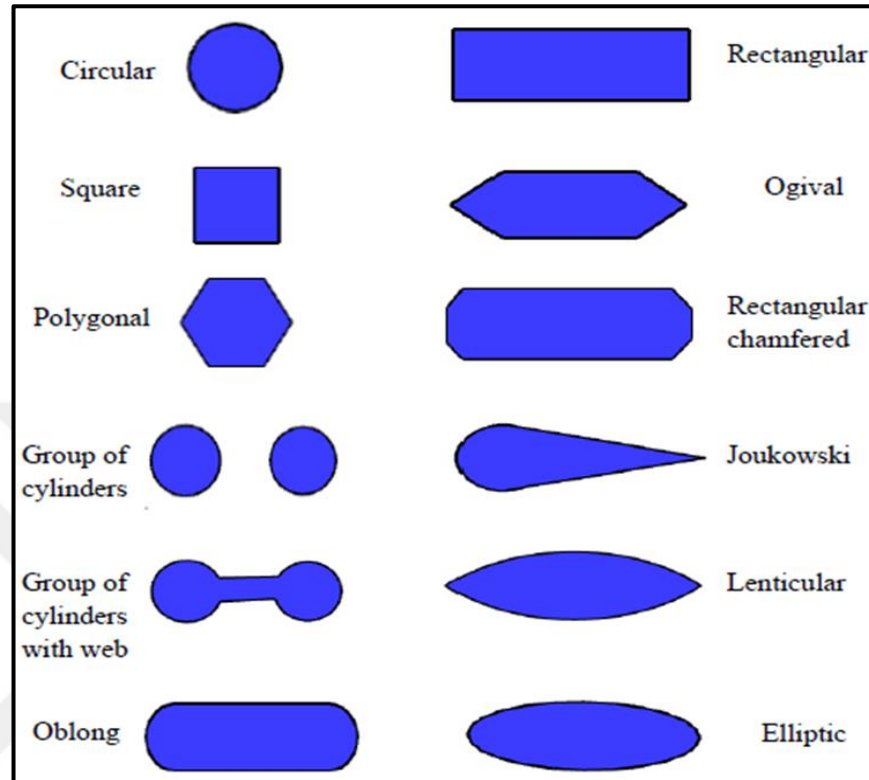 Circular
Rectangular
Square
Ogival
Polygonal
Rectangular
chamfered
Group of
cylinders
Joukowski
Group of
cylinders
with web
Lenticular
Oblong
Elliptic